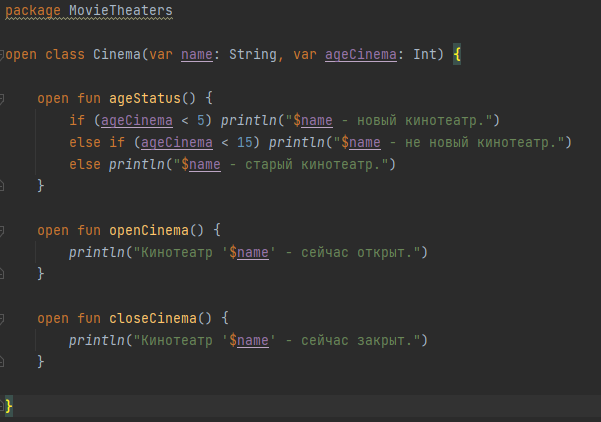 package MovieTheaters
open class Cinema(var name: String, var ageCinema: Int) {
open fun ageStatus() {
if (ageCinema < 5) println("$name - новый кинотеатр.")
else if (ageCinema < 15) println("$name - не новый кинотеатр.")
else println("$name - старый кинотеатр.")
}
open fun openCinema() {
println("Кинотеатр '$name' - сейчас открыт.")
}
open fun closeCinema() {
println("Кинотеатр '$name' - сейчас закрыт.")
}
}